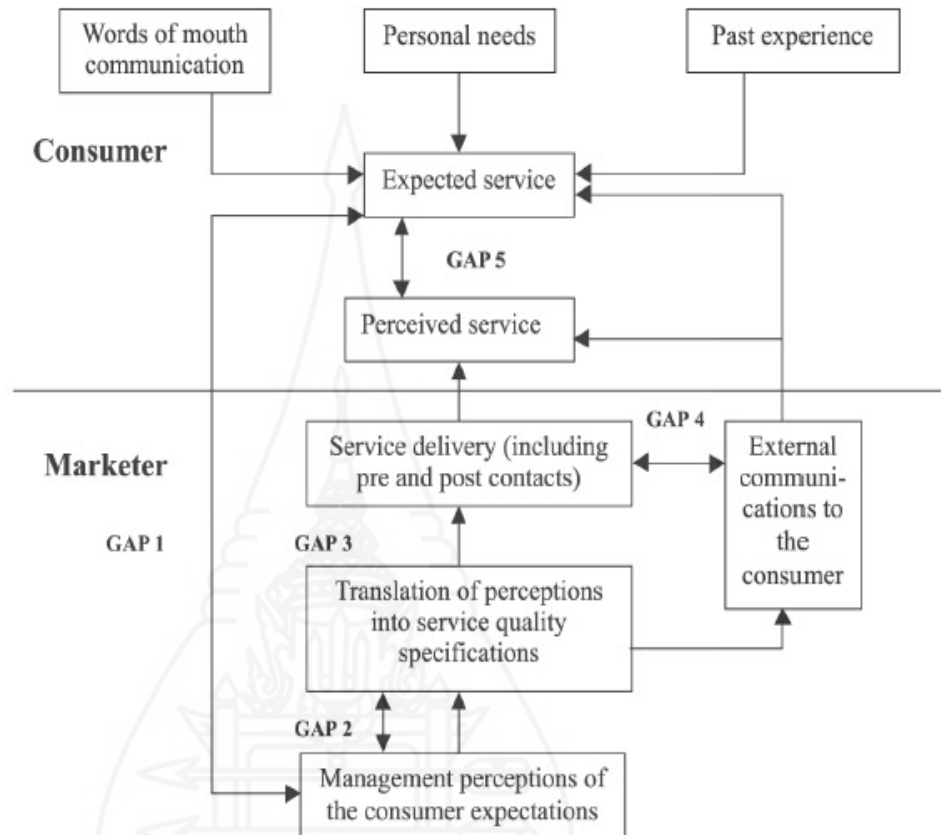 Words of mouth
communication
Personal needs
Past experience
Consumer
Expected service
GAP 5
Perceived service
GAP 4
Marketer
Service delivery (including
pre and post contacts)
External
communi-
cations to
the
consumer
GAP 1
GAP 3
Translation of perceptions
into service quality
specifications
GAP 2
Management perceptions of
the consumer expectations